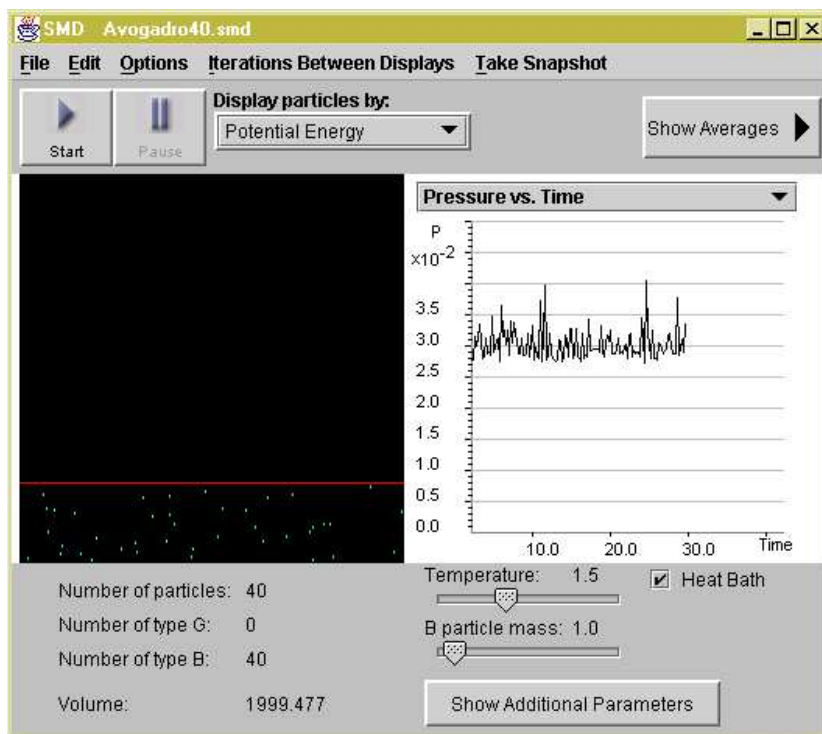 SMD Avogadro40.smd
File Edit Options Iterations Between Displays Take Snapshot
Display particles by:
Start
Pause
Potential Energy
Show Averages
Pressure vs. Time
P
x10-2
3.5
3.0
2.5
2.0
1.5
1.0
0.5
0.0
10.0 20.0 30.0 Time
Number of particles: 40
Number of type G: 0
Number of type B: 40
Volume: 1999.477
Temperature: 1.5
Heat Bath
B particle mass: 1.0
Show Additional Parameters